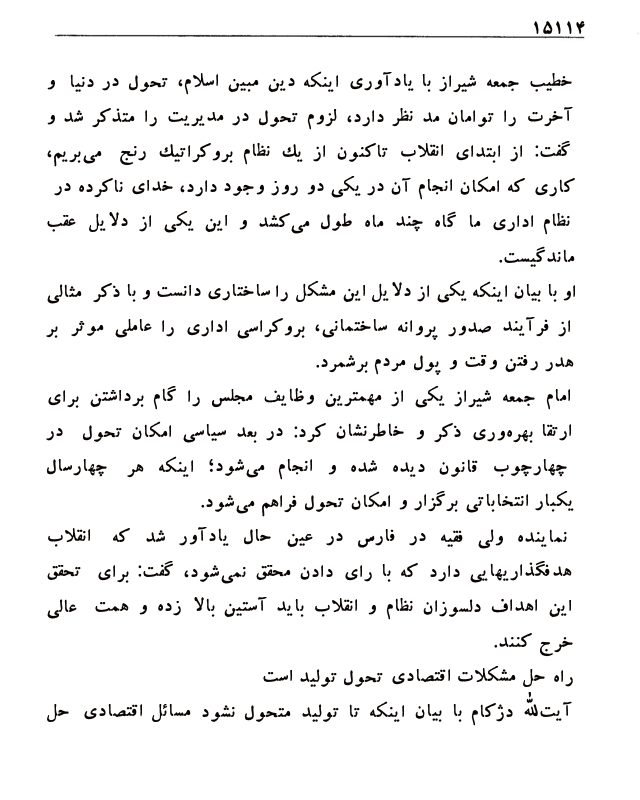 ۱۵۱۱۴
خطیب جمعه شیراز با یادآوری اینکه دین مبین اسلام، تحول در دنیا و
آخرت را توامان مد نظر دارد، لزوم تحول در مدیریت را متذکر شد و
گفت: از ابتدای انقلاب تاکنون از یك نظام بروکراتیك رنج می‌بریم،
کاری که امکان انجام آن در یکی دو روز وجود دارد، خدای ناکرده در
نظام اداری ما گاه چند ماه طول می‌کشد و این یکی از دلایل عقب
ماندگیست.
او با بیان اینکه یکی از دلایل این مشکل را ساختاری دانست و با ذکر مثالی
از فرآیند صدور پروانه ساختمانی، بروکراسی اداری را عاملی موثر بر
هدر رفتن وقت و پول مردم برشمرد.
امام جمعه شیراز یکی از مهمترین وظایف مجلس را گام برداشتن برای
ارتقا بهره‌وری ذکر و خاطرنشان کرد: در بعد سیاسی امکان تحول در
چهارچوب قانون دیده شده و انجام می‌شود؛ اینکه هر چهارسال
یکبار انتخاباتی برگزار و امکان تحول فراهم می‌شود.
نماینده ولی فقیه در فارس در عین حال یادآور شد که انقلاب
هدفگذاریهایی دارد که با رای دادن محقق نمی‌شود، گفت: برای تحقق
این اهداف دلسوزان نظام و انقلاب باید آستین بالا زده و همت عالی
خرج کنند.
راه حل مشکلات اقتصادی تحول تولید است
آیت‌الله دژکام با بیان اینکه تا تولید متحول نشود مسائل اقتصادی حل